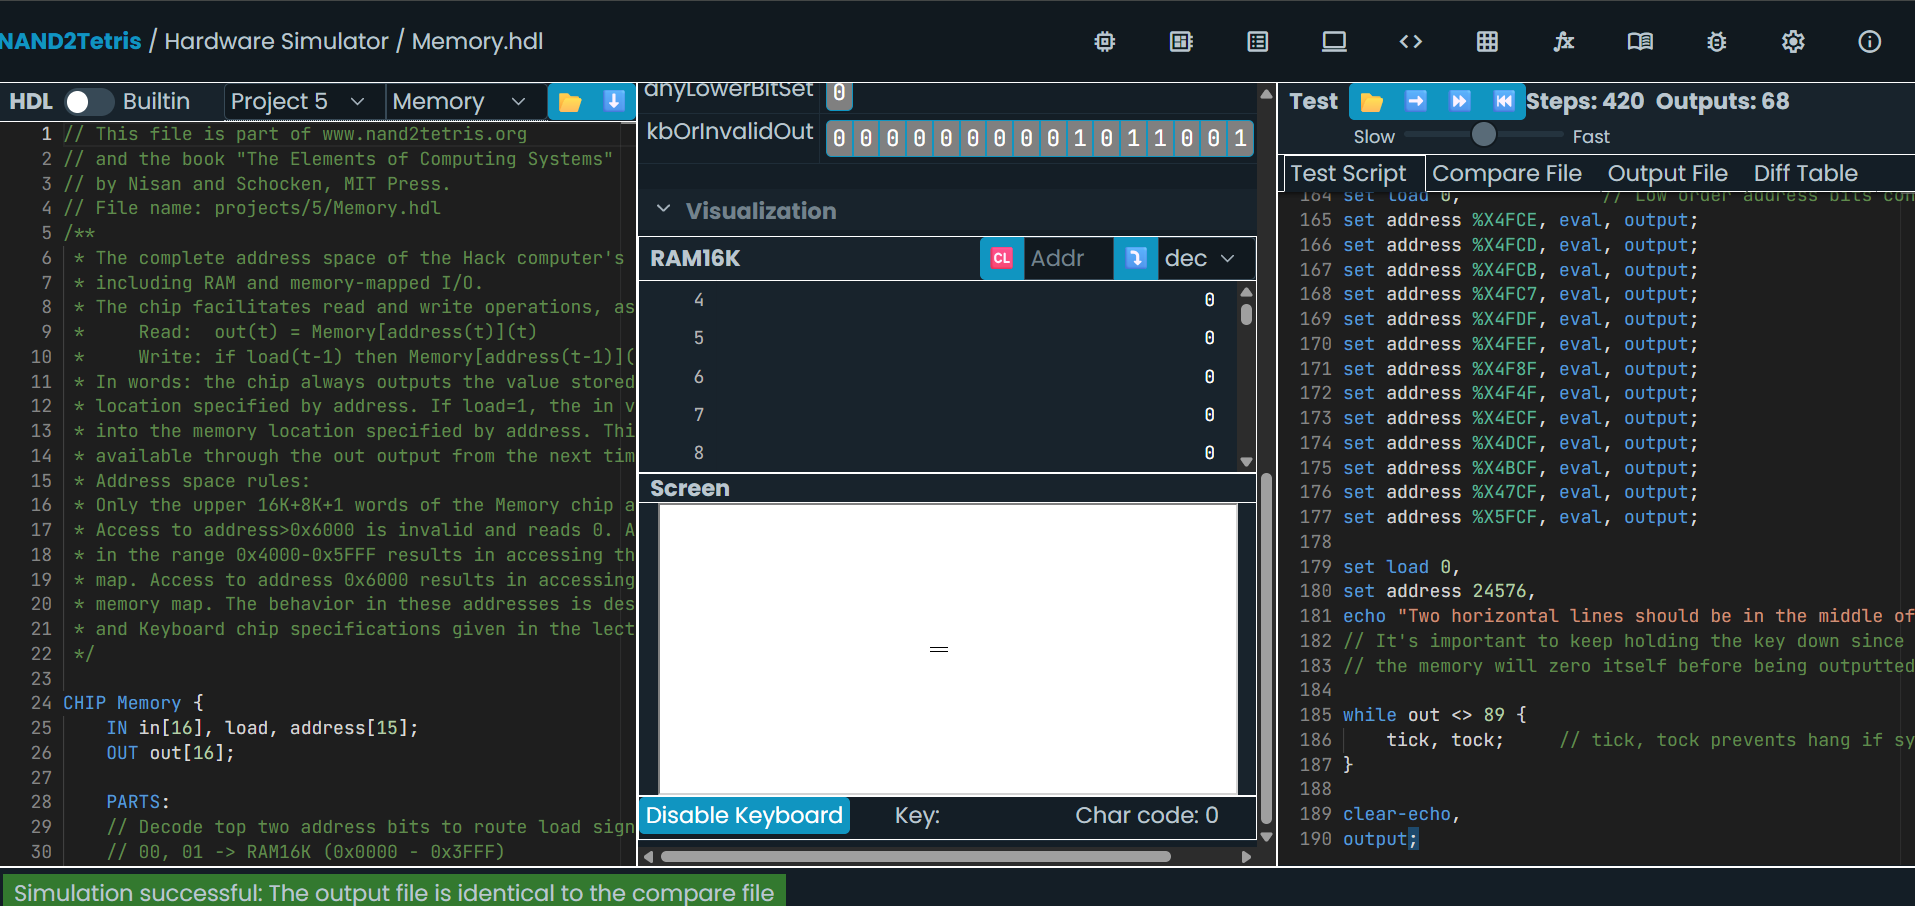 NAND2Tetris / Hardware Simulator / Memory.hdl
HDL Builtin Project 5 Memory
1 // This file is part of www.nand2tetris.org
2 // and the book "The Elements of Computing Systems"
3 // by Nisan and Schocken, MIT Press.
4 // File name: projects/5/Memory.hdl
5 /**
6 * The complete address space of the Hack computer's
7 * including RAM and memory-mapped I/O.
8 * The chip facilitates read and write operations, as
9 *     Read:  out(t) = Memory[address(t)](t)
10 *     Write: if load(t-1) then Memory[address(t-1)](
11 * In words: the chip always outputs the value stored
12 * location specified by address. If load=1, the in v
13 * into the memory location specified by address. Thi
14 * available through the out output from the next tim
15 * Address space rules:
16 * Only the upper 16K+8K+1 words of the Memory chip a
17 * Access to address>0x6000 is invalid and reads 0. A
18 * in the range 0x4000-0x5FFF results in accessing th
19 * map. Access to address 0x6000 results in accessing
20 * memory map. The behavior in these addresses is des
21 * and Keyboard chip specifications given in the lect
22 */
23
24 CHIP Memory {
25     IN in[16], load, address[15];
26     OUT out[16];
27
28     PARTS:
29     // Decode top two address bits to route load sign
30     // 00, 01 -> RAM16K (0x0000 - 0x3FFF)
anyLowerBitSet 0
kbOrInvalidOut 0 0 0 0 0 0 0 0 0 1 0 1 1 0 0 1
Visualization
RAM16K CL Addr dec
4 0
5 0
6 0
7 0
8 0
Screen
Disable Keyboard Key: Char code: 0
Test Steps: 420 Outputs: 68
Slow Fast
Test Script Compare File Output File Diff Table
164 set load 0,             // Low order address bits con
165 set address %X4FCE, eval, output;
166 set address %X4FCD, eval, output;
167 set address %X4FCB, eval, output;
168 set address %X4FC7, eval, output;
169 set address %X4FDF, eval, output;
170 set address %X4FEF, eval, output;
171 set address %X4F8F, eval, output;
172 set address %X4F4F, eval, output;
173 set address %X4ECF, eval, output;
174 set address %X4DCF, eval, output;
175 set address %X4BCF, eval, output;
176 set address %X47CF, eval, output;
177 set address %X5FCF, eval, output;
178
179 set load 0,
180 set address 24576,
181 echo "Two horizontal lines should be in the middle of
182 // It's important to keep holding the key down since
183 // the memory will zero itself before being outputted
184
185 while out <> 89 {
186     tick, tock;     // tick, tock prevents hang if sy
187 }
188
189 clear-echo,
190 output;
Simulation successful: The output file is identical to the compare file